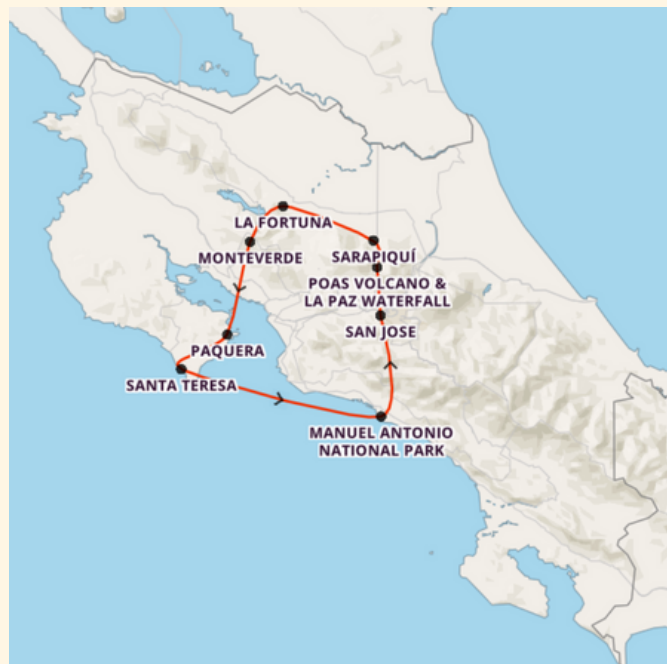 LA FORTUNA
MONTEVERDE
SARAPIQUÍ
POAS VOLCANO &
LA PAZ WATERFALL
SAN JOSE
PAQUERA
SANTA TERESA
MANUEL ANTONIO
NATIONAL PARK